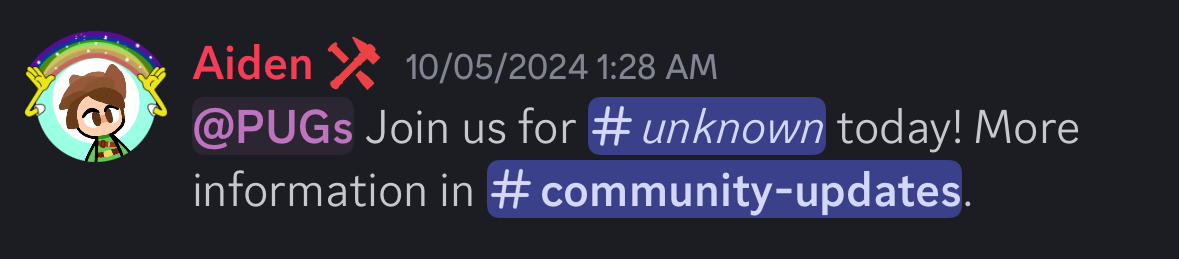 Aiden 10/05/2024 1:28 AM
@PUGs Join us for # unknown today! More
information in # community-updates.